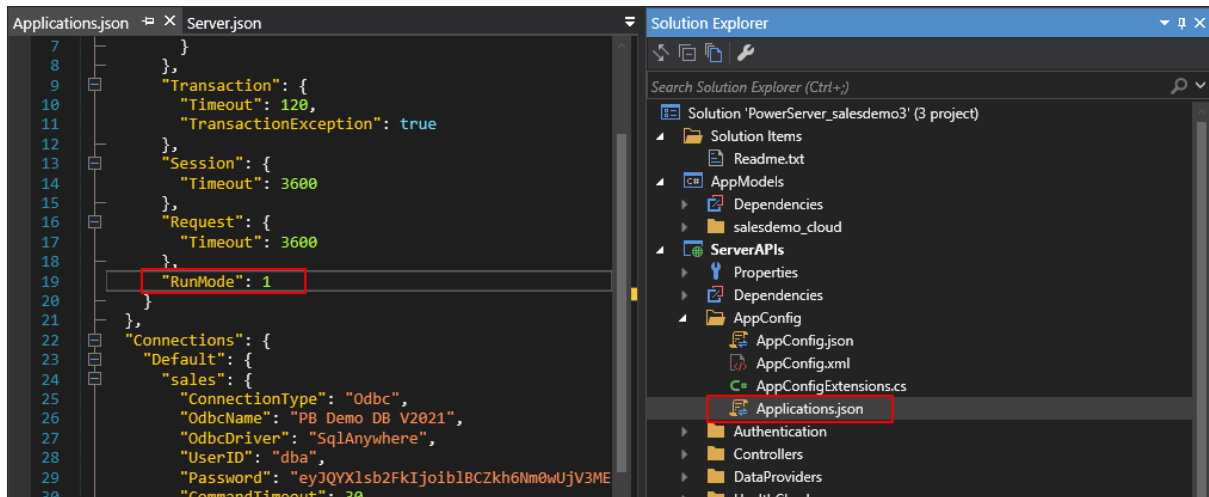 Applications.json
Server.json
7 }
8 },
9 "Transaction": {
10 "Timeout": 120,
11 "TransactionException": true
12 },
13 "Session": {
14 "Timeout": 3600
15 },
16 "Request": {
17 "Timeout": 3600
18 },
19 "RunMode": 1
20 }
21 },
22 "Connections": {
23 "Default": {
24 "sales": {
25 "ConnectionType": "Odbc",
26 "OdbcName": "PB Demo DB V2021",
27 "OdbcDriver": "SqlAnywhere",
28 "UserID": "dba",
29 "Password": "eyJQYXlsb2FkIjoiblBCZkh6Nm0wUjV3ME
30 "CommandTimeout": 30
Solution Explorer
Search Solution Explorer (Ctrl+;)
Solution 'PowerServer_salesdemo3' (3 project)
Solution Items
Readme.txt
C# AppModels
Dependencies
salesdemo_cloud
ServerAPIs
Properties
Dependencies
AppConfig
AppConfig.json
AppConfig.xml
C# AppConfigExtensions.cs
Applications.json
Authentication
Controllers
DataProviders